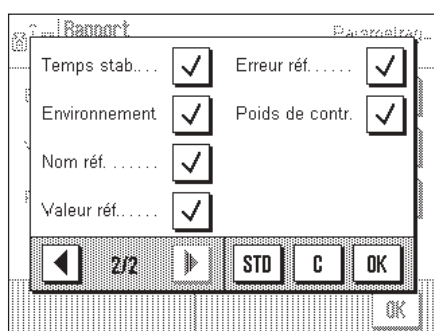 Rapport
Temps stab....
Erreur réf......
Environnement
Poids de contr.
Nom réf. .......
Valeur réf......
2/2
STD
C
OK
OK